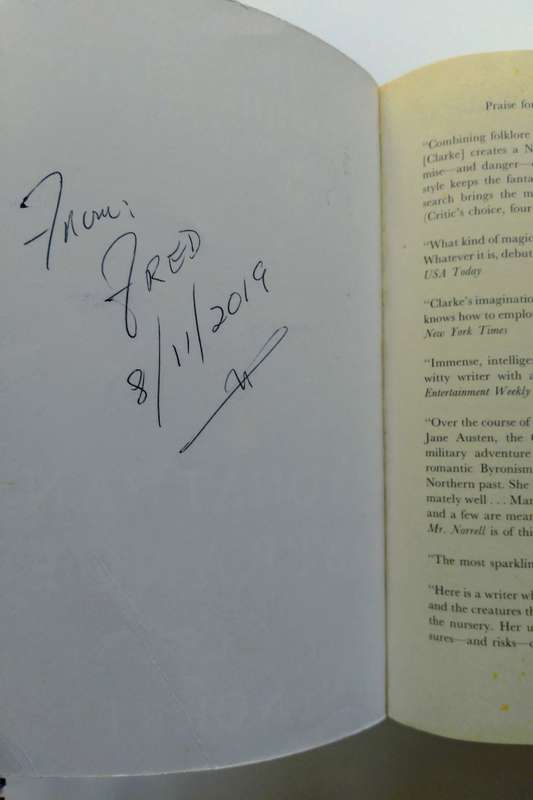 From:
FRED
8/11/2019
Praise for
"Combining folklore
[Clarke] creates a N
mise—and danger—
style keeps the fanta
search brings the m
(Critic's choice, four
"What kind of magic
Whatever it is, debut
USA Today
"Clarke's imagination
knows how to emplo
New York Times
"Immense, intellige
witty writer with a
Entertainment Weekly
"Over the course of
Jane Austen, the
military adventure
romantic Byronism
Northern past. She
mately well . . . Man
and a few are mean
Mr. Norrell is of thi
"The most sparklin
"Here is a writer wh
and the creatures th
the nursery. Her u
sures—and risks—